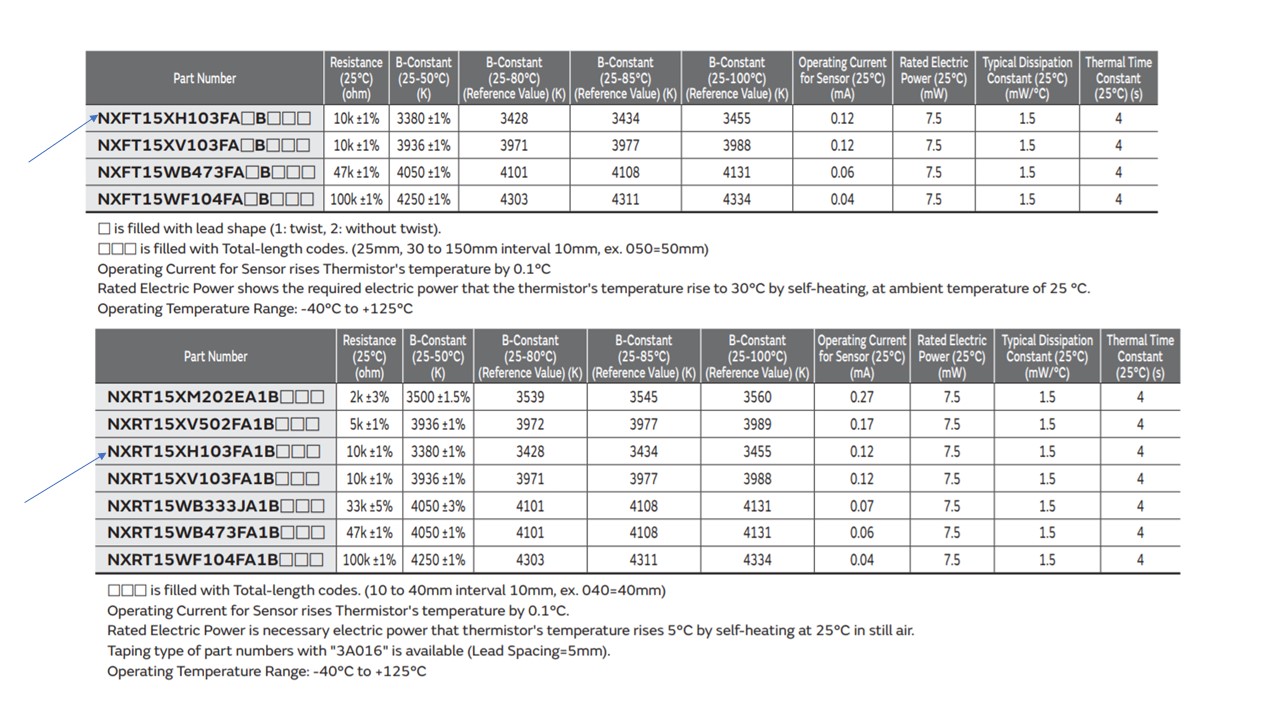 Part Number | Resistance (25°C) (ohm) | B-Constant (25-50°C) (K) | B-Constant (25-80°C) (Reference Value) (K) | B-Constant (25-85°C) (Reference Value) (K) | B-Constant (25-100°C) (Reference Value) (K) | Operating Current for Sensor (25°C) (mA) | Rated Electric Power (25°C) (mW) | Typical Dissipation Constant (25°C) (mW/°C) | Thermal Time Constant (25°C) (s)
NXFT15XH103FA□B□□□ | 10k ±1% | 3380 ±1% | 3428 | 3434 | 3455 | 0.12 | 7.5 | 1.5 | 4
NXFT15XV103FA□B□□□ | 10k ±1% | 3936 ±1% | 3971 | 3977 | 3988 | 0.12 | 7.5 | 1.5 | 4
NXFT15WB473FA□B□□□ | 47k ±1% | 4050 ±1% | 4101 | 4108 | 4131 | 0.06 | 7.5 | 1.5 | 4
NXFT15WF104FA□B□□□ | 100k ±1% | 4250 ±1% | 4303 | 4311 | 4334 | 0.04 | 7.5 | 1.5 | 4
□ is filled with lead shape (1: twist, 2: without twist).
□□□ is filled with Total-length codes. (25mm, 30 to 150mm interval 10mm, ex. 050=50mm)
Operating Current for Sensor rises Thermistor's temperature by 0.1°C
Rated Electric Power shows the required electric power that the thermistor's temperature rise to 30°C by self-heating, at ambient temperature of 25 °C.
Operating Temperature Range: -40°C to +125°C
Part Number | Resistance (25°C) (ohm) | B-Constant (25-50°C) (K) | B-Constant (25-80°C) (Reference Value) (K) | B-Constant (25-85°C) (Reference Value) (K) | B-Constant (25-100°C) (Reference Value) (K) | Operating Current for Sensor (25°C) (mA) | Rated Electric Power (25°C) (mW) | Typical Dissipation Constant (25°C) (mW/°C) | Thermal Time Constant (25°C) (s)
NXRT15XM202EA1B□□□ | 2k ±3% | 3500 ±1.5% | 3539 | 3545 | 3560 | 0.27 | 7.5 | 1.5 | 4
NXRT15XV502FA1B□□□ | 5k ±1% | 3936 ±1% | 3972 | 3977 | 3989 | 0.17 | 7.5 | 1.5 | 4
NXRT15XH103FA1B□□□ | 10k ±1% | 3380 ±1% | 3428 | 3434 | 3455 | 0.12 | 7.5 | 1.5 | 4
NXRT15XV103FA1B□□□ | 10k ±1% | 3936 ±1% | 3971 | 3977 | 3988 | 0.12 | 7.5 | 1.5 | 4
NXRT15WB333JA1B□□□ | 33k ±5% | 4050 ±3% | 4101 | 4108 | 4131 | 0.07 | 7.5 | 1.5 | 4
NXRT15WB473FA1B□□□ | 47k ±1% | 4050 ±1% | 4101 | 4108 | 4131 | 0.06 | 7.5 | 1.5 | 4
NXRT15WF104FA1B□□□ | 100k ±1% | 4250 ±1% | 4303 | 4311 | 4334 | 0.04 | 7.5 | 1.5 | 4
□□□ is filled with Total-length codes. (10 to 40mm interval 10mm, ex. 040=40mm)
Operating Current for Sensor rises Thermistor's temperature by 0.1°C.
Rated Electric Power is necessary electric power that thermistor's temperature rises 5°C by self-heating at 25°C in still air.
Taping type of part numbers with "3A016" is available (Lead Spacing=5mm).
Operating Temperature Range: -40°C to +125°C